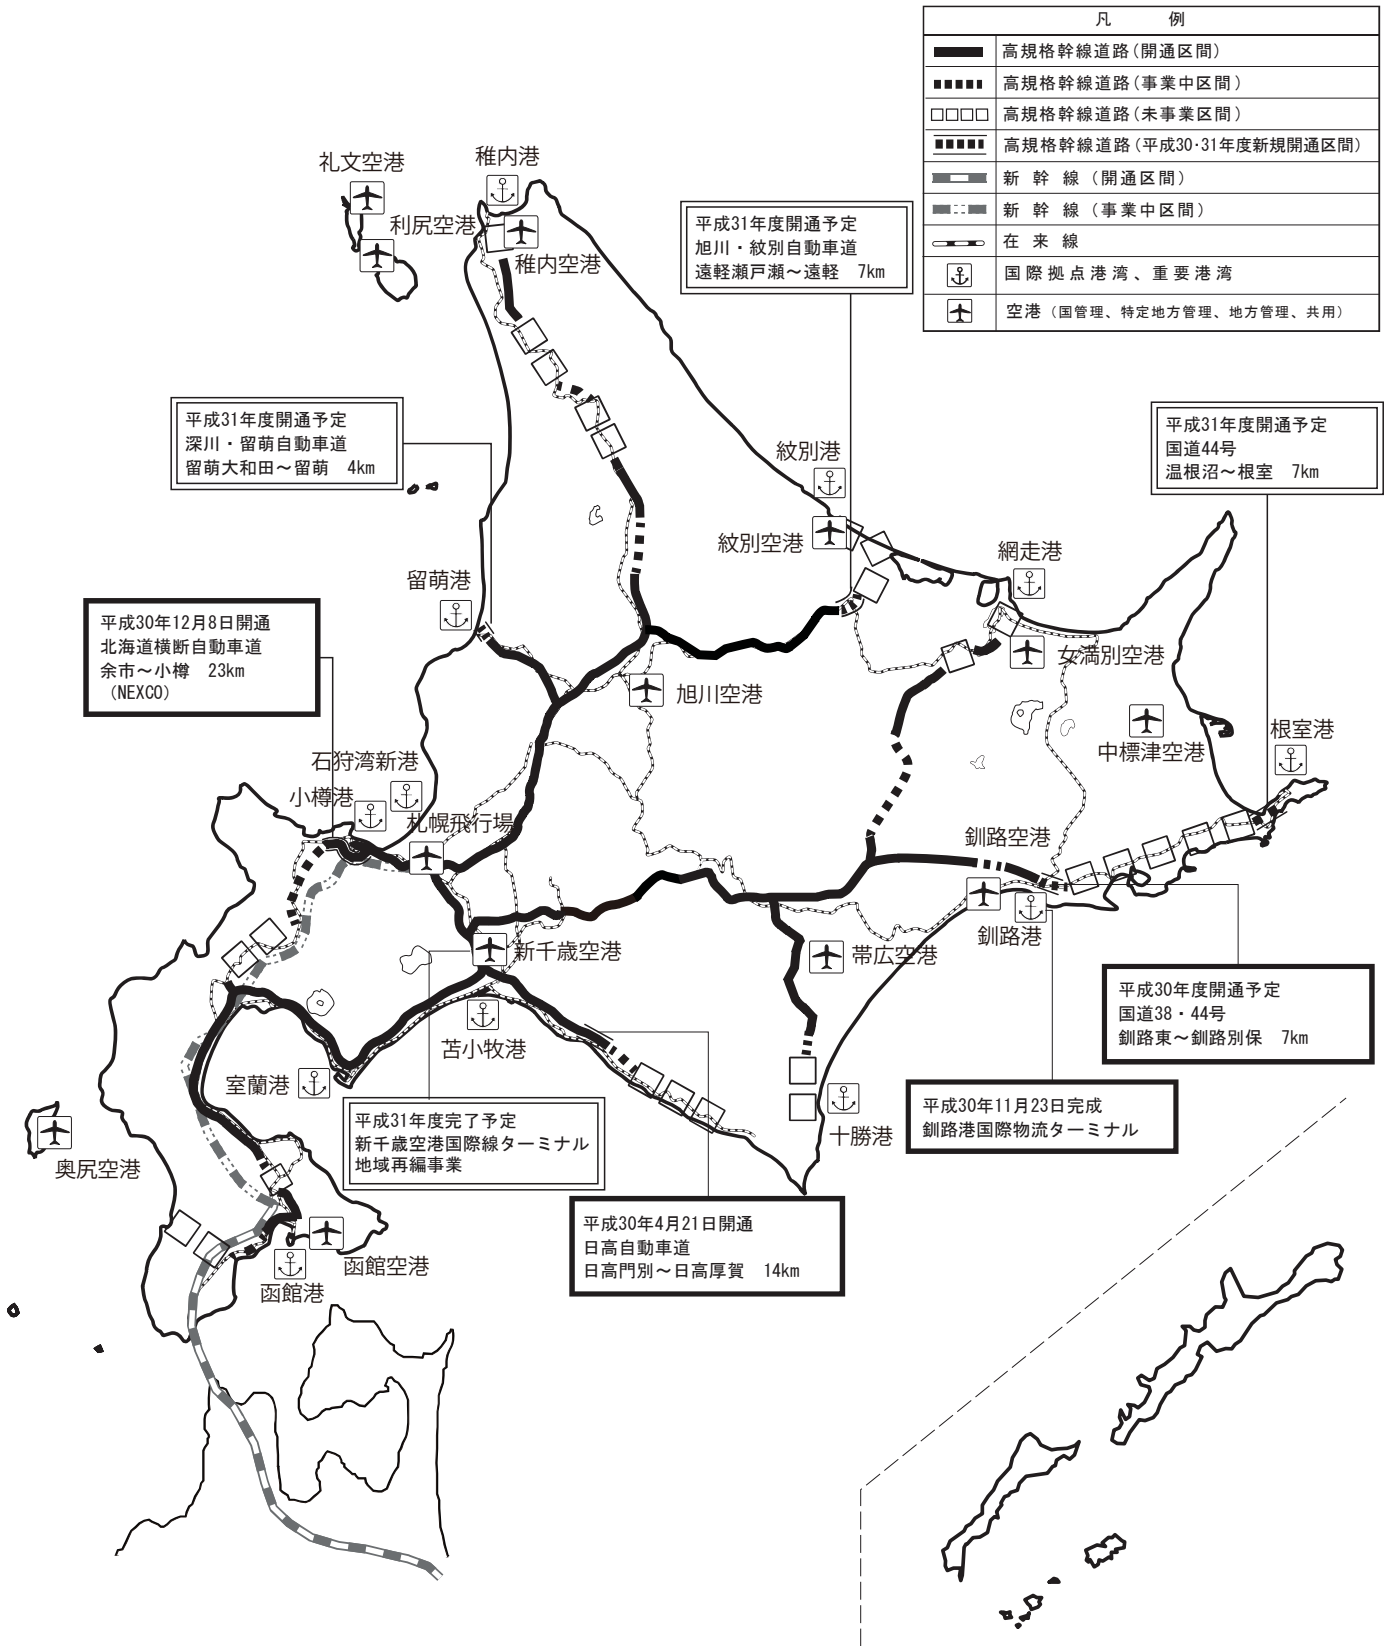 凡 例
高規格幹線道路(開通区間)
高規格幹線道路(事業中区間)
高規格幹線道路(未事業区間)
高規格幹線道路(平成30・31年度新規開通区間)
新 幹 線 (開通区間)
新 幹 線 (事業中区間)
在 来 線
国際拠点港湾、重要港湾
空港 (国管理、特定地方管理、地方管理、共用)
礼文空港
稚内港
利尻空港
稚内空港
平成31年度開通予定
旭川・紋別自動車道
遠軽瀬戸瀬～遠軽 7km
平成31年度開通予定
深川・留萌自動車道
留萌大和田～留萌 4km
平成31年度開通予定
国道44号
温根沼～根室 7km
紋別港
紋別空港
網走港
留萌港
平成30年12月8日開通
北海道横断自動車道
余市～小樽 23km
(NEXCO)
女満別空港
旭川空港
中標津空港
根室港
石狩湾新港
小樽港
札幌飛行場
釧路空港
釧路港
新千歳空港
帯広空港
平成30年度開通予定
国道38・44号
釧路東～釧路別保 7km
苫小牧港
室蘭港
平成30年11月23日完成
釧路港国際物流ターミナル
平成31年度完了予定
新千歳空港国際線ターミナル
地域再編事業
十勝港
奥尻空港
平成30年4月21日開通
日高自動車道
日高門別～日高厚賀 14km
函館空港
函館港